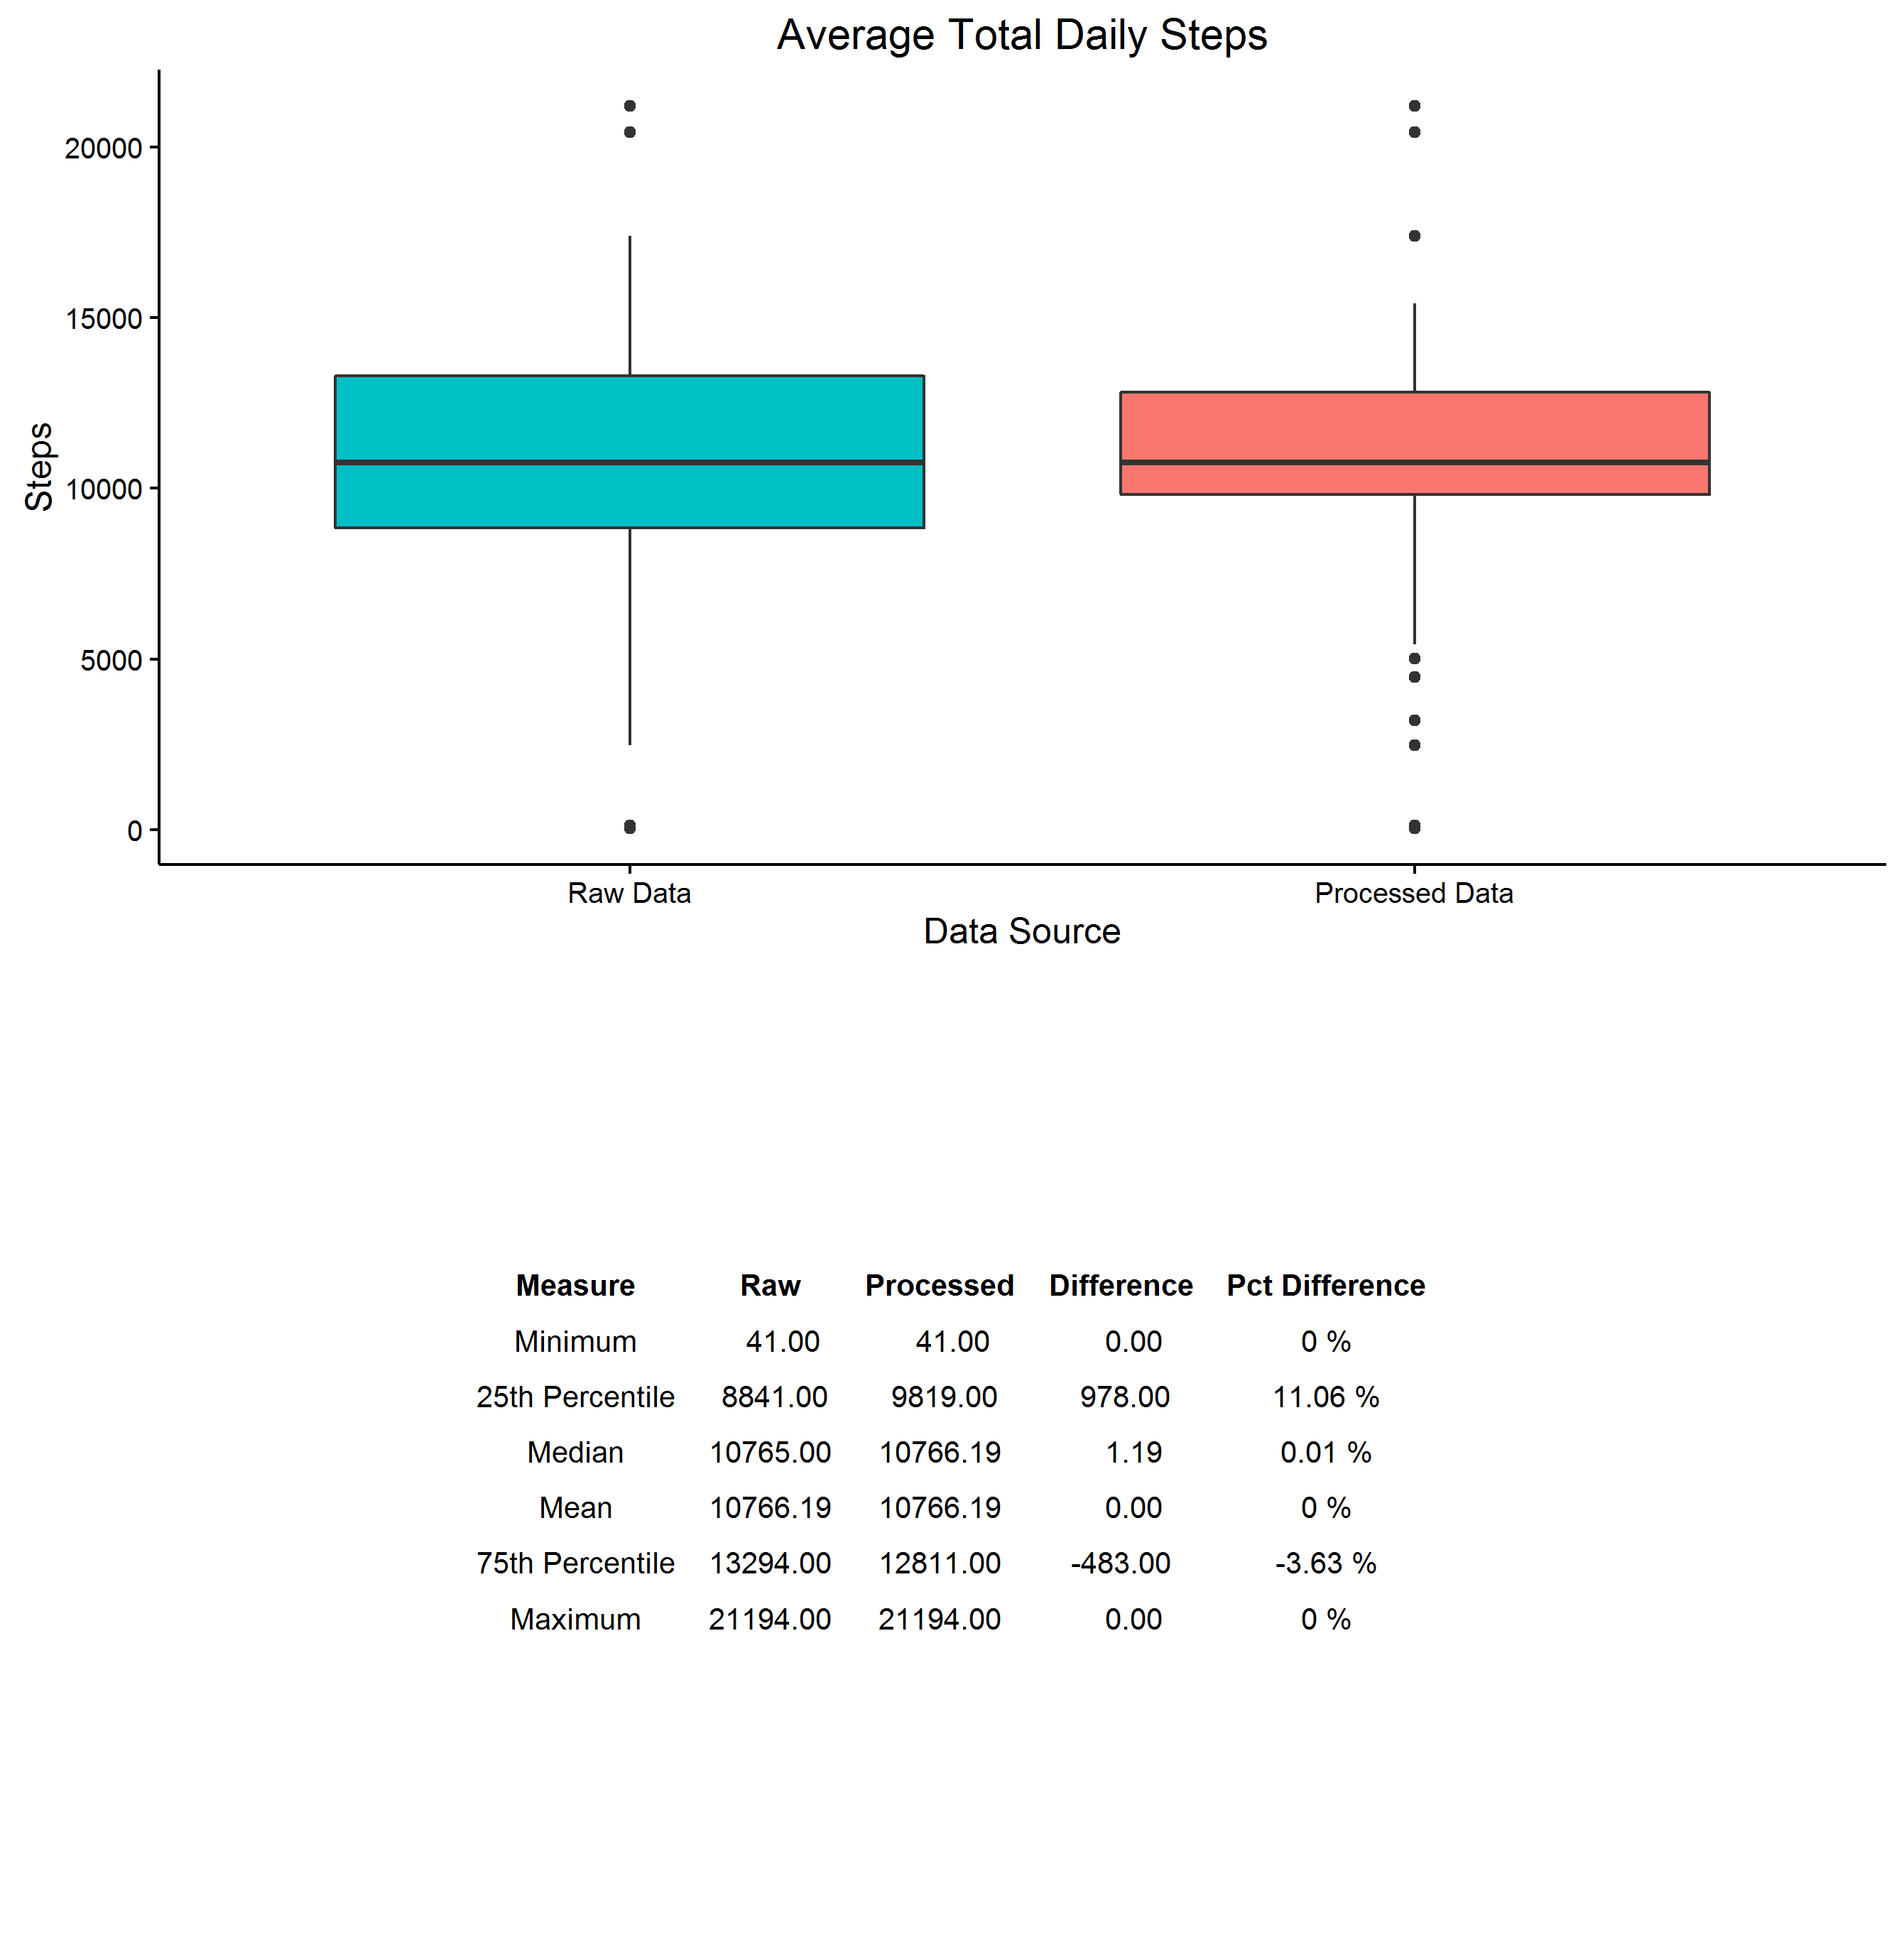 Average Total Daily Steps
Steps
20000
15000
10000
5000
0
Raw Data Processed Data
Data Source
Measure Raw Processed Difference Pct Difference
Minimum 41.00 41.00 0.00 0 %
25th Percentile 8841.00 9819.00 978.00 11.06 %
Median 10765.00 10766.19 1.19 0.01 %
Mean 10766.19 10766.19 0.00 0 %
75th Percentile 13294.00 12811.00 -483.00 -3.63 %
Maximum 21194.00 21194.00 0.00 0 %